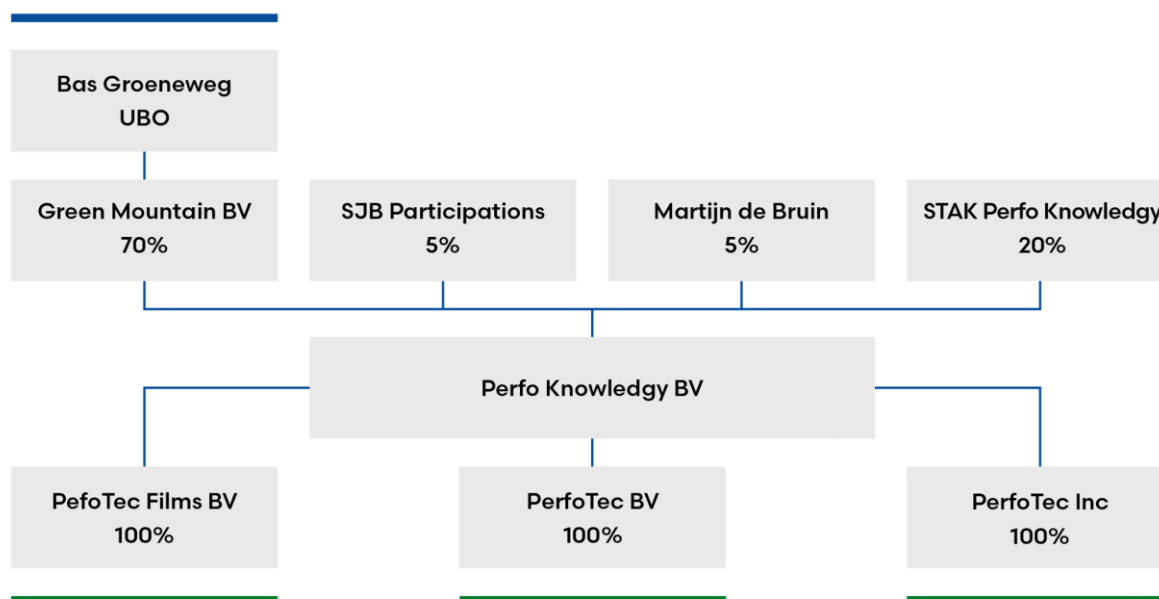 Bas Groeneweg
UBO
Green Mountain BV
70%
SJB Participations
5%
Martijn de Bruin
5%
STAK Perfo Knowledgy
20%
Perfo Knowledgy BV
PefoTec Films BV
100%
PerfoTec BV
100%
PerfoTec Inc
100%